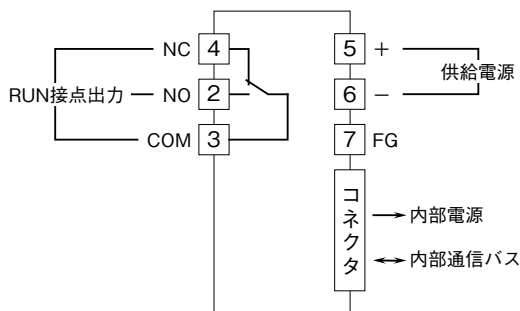 NC 4
RUN接点出力 NO 2
COM 3
5 +
供給電源
6 −
7 FG
コネクタ
内部電源
内部通信バス